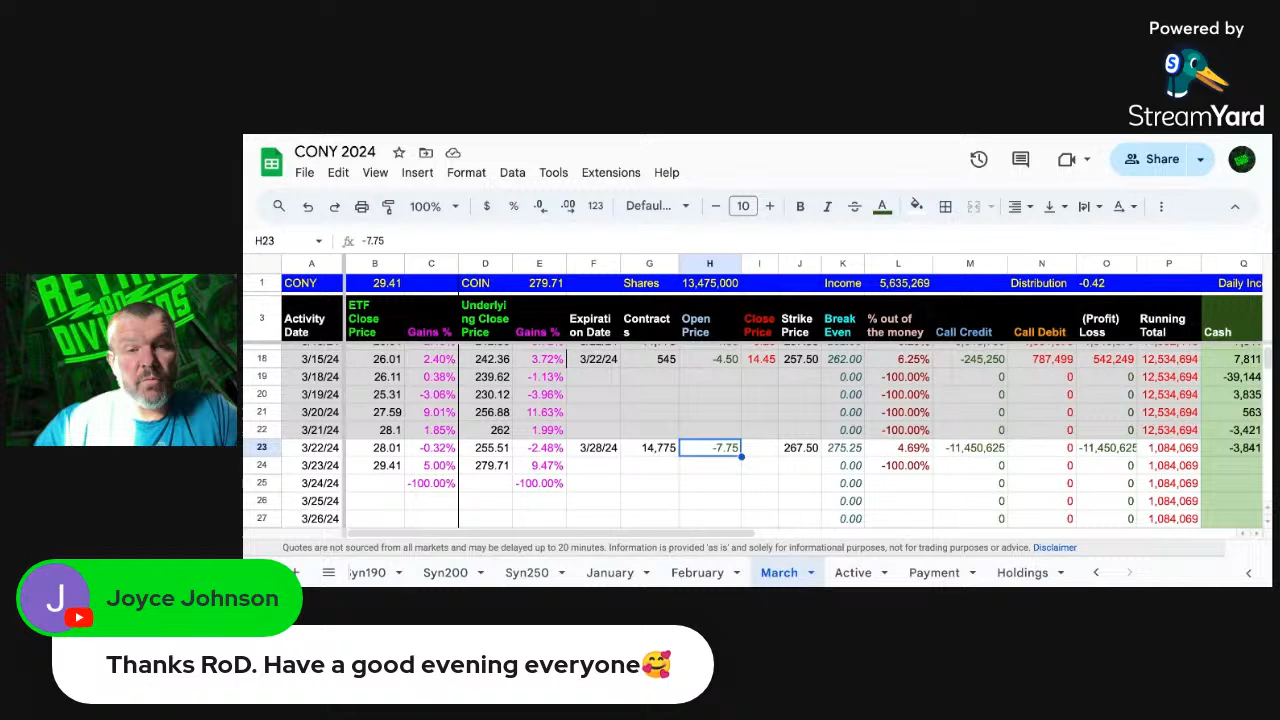 Powered by
StreamYard
CONY 2024
File Edit View Insert Format Data Tools Extensions Help
Share
100% $ % .0 .00 123 Defaul... 10 B I A
H23 fx -7.75
A B C D E F G H I J K L M N O P Q
1 CONY 29.41 COIN 279.71 Shares 13,475,000 Income 5,635,269 Distribution -0.42 Daily Inc
3 Activity Date ETF Close Price Gains % Underlyi ng Close Price Gains % Expirati on Date Contract s Open Price Close Price Strike Price Break Even % out of the money Call Credit Call Debit (Profit) Loss Running Total Cash
18 3/15/24 26.01 2.40% 242.36 3.72% 3/22/24 545 -4.50 14.45 257.50 262.00 6.25% -245,250 787,499 542,249 12,534,694 7,811
19 3/18/24 26.11 0.38% 239.62 -1.13% 0.00 -100.00% 0 0 0 12,534,694 -39,144
20 3/19/24 25.31 -3.06% 230.12 -3.96% 0.00 -100.00% 0 0 0 12,534,694 3,835
21 3/20/24 27.59 9.01% 256.88 11.63% 0.00 -100.00% 0 0 0 12,534,694 563
22 3/21/24 28.1 1.85% 262 1.99% 0.00 -100.00% 0 0 0 12,534,694 -3,421
23 3/22/24 28.01 -0.32% 255.51 -2.48% 3/28/24 14,775 -7.75 267.50 275.25 4.69% -11,450,625 0 -11,450,625 1,084,069 -3,841
24 3/23/24 29.41 5.00% 279.71 9.47% 0.00 -100.00% 0 0 0 1,084,069
25 3/24/24 -100.00% -100.00% 0.00 0 0 0 1,084,069
26 3/25/24 0.00 0 0 0 1,084,069
27 3/26/24 0.00 0 0 0 1,084,069
Quotes are not sourced from all markets and may be delayed up to 20 minutes. Information is provided 'as is' and solely for informational purposes, not for trading purposes or advice. Disclaimer
yn190 Syn200 Syn250 January February March Active Payment Holdings
J Joyce Johnson
Thanks RoD. Have a good evening everyone🥰